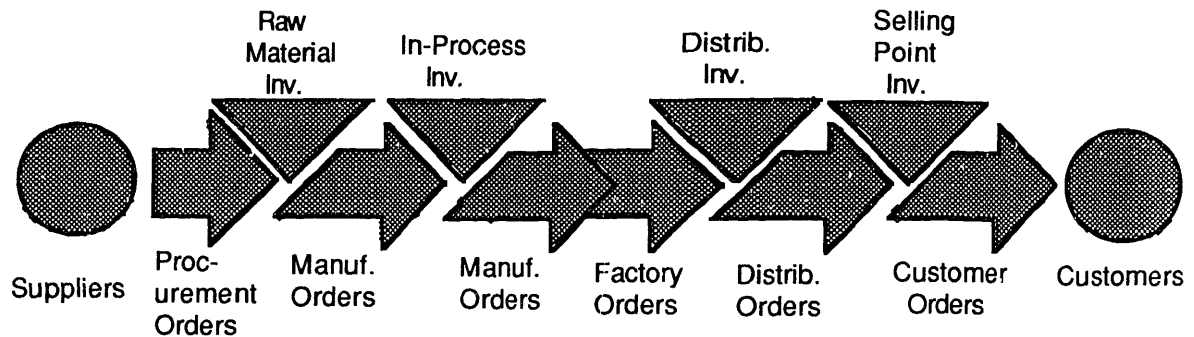 Raw
Material
Inv.
In-Process
Inv.
Distrib.
Inv.
Selling
Point
Inv.
Suppliers
Proc-
urement
Orders
Manuf.
Orders
Manuf.
Orders
Factory
Orders
Distrib.
Orders
Customer
Orders
Customers